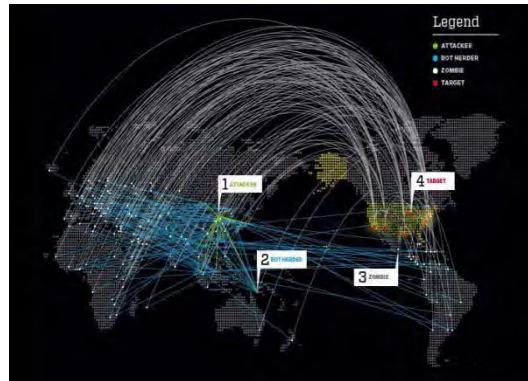 Legend
ATTACKER
BOT HERDER
ZOMBIE
TARGET
1 ATTACKER
4 TARGET
2 BOT HERDER
3 ZOMBIE